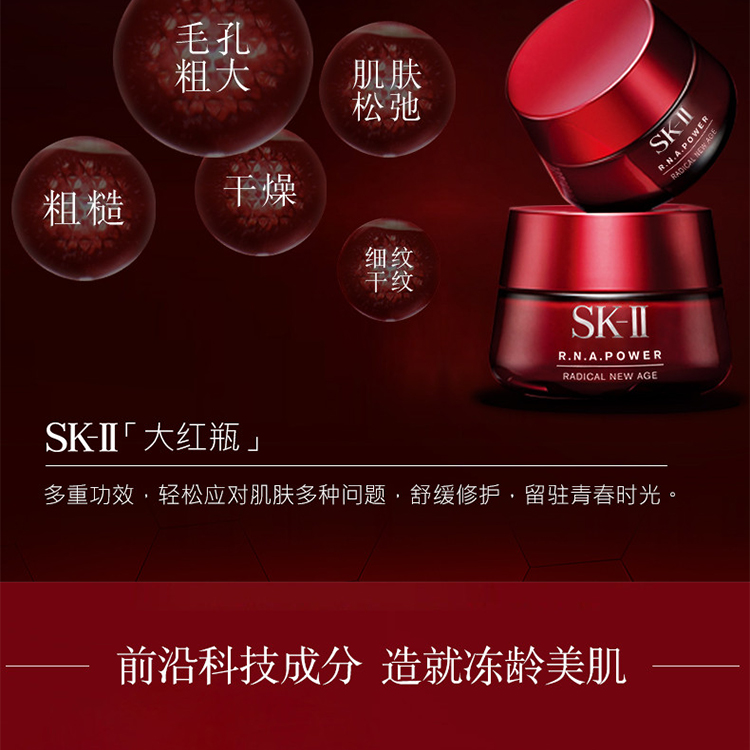 毛孔
粗大
肌肤
松弛
粗糙
干燥
细纹
干纹
SK-II
R.N.A.POWER
RADICAL NEW AGE
SK-II
R.N.A.POWER
RADICAL NEW AGE
SK-II「大红瓶」
多重功效，轻松应对肌肤多种问题，舒缓修护，留驻青春时光。
前沿科技成分 造就冻龄美肌